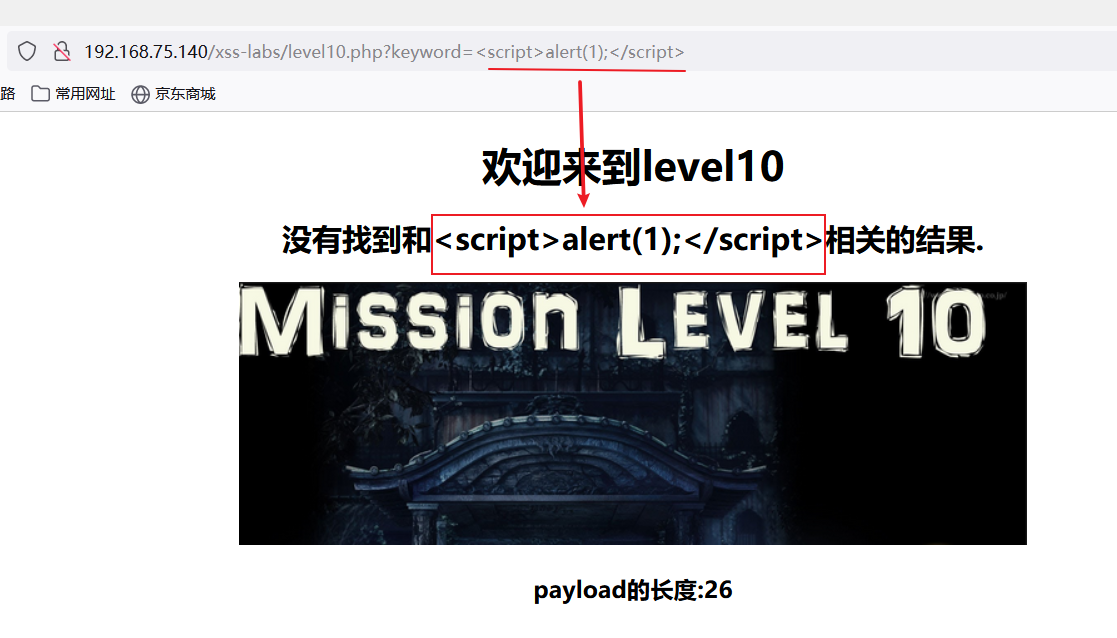 192.168.75.140/xss-labs/level10.php?keyword=<script>alert(1);</script>
路 常用网址 京东商城
欢迎来到level10
没有找到和<script>alert(1);</script>相关的结果.
MISSION LEVEL 10
payload的长度:26